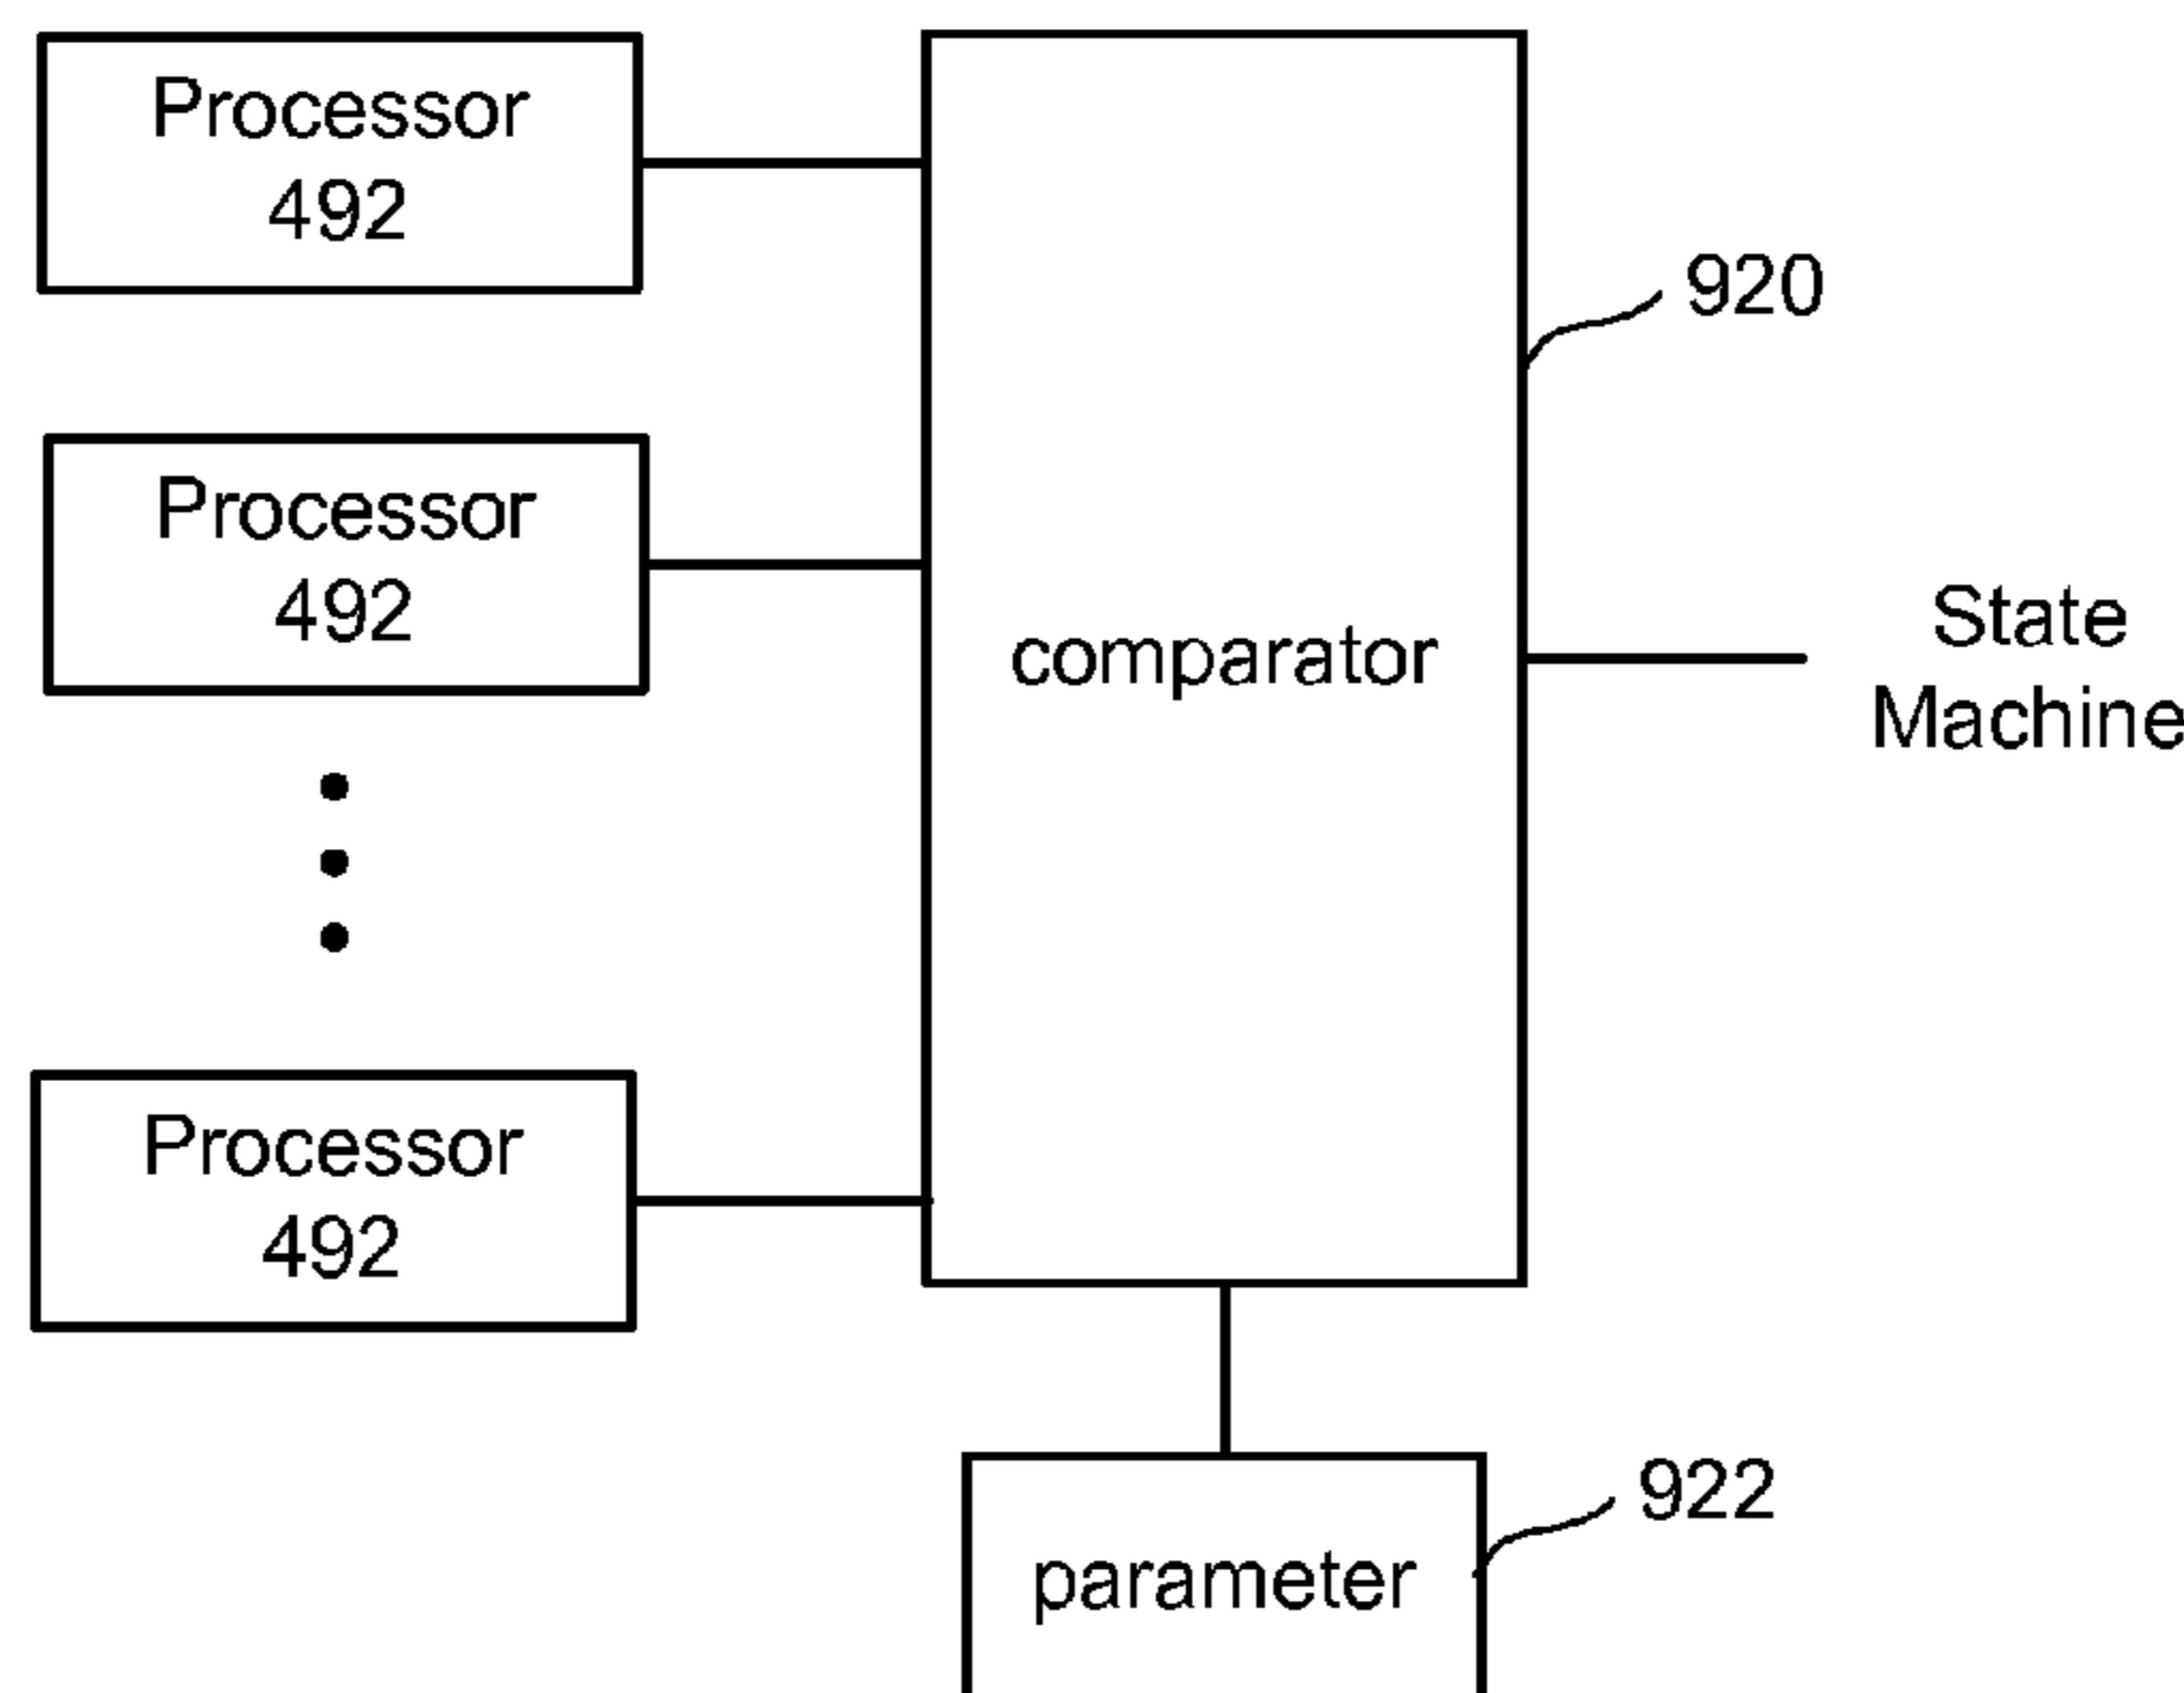 Processor
492
920
Processor
492
State
Machine
comparator
Processor
492
922
parameter